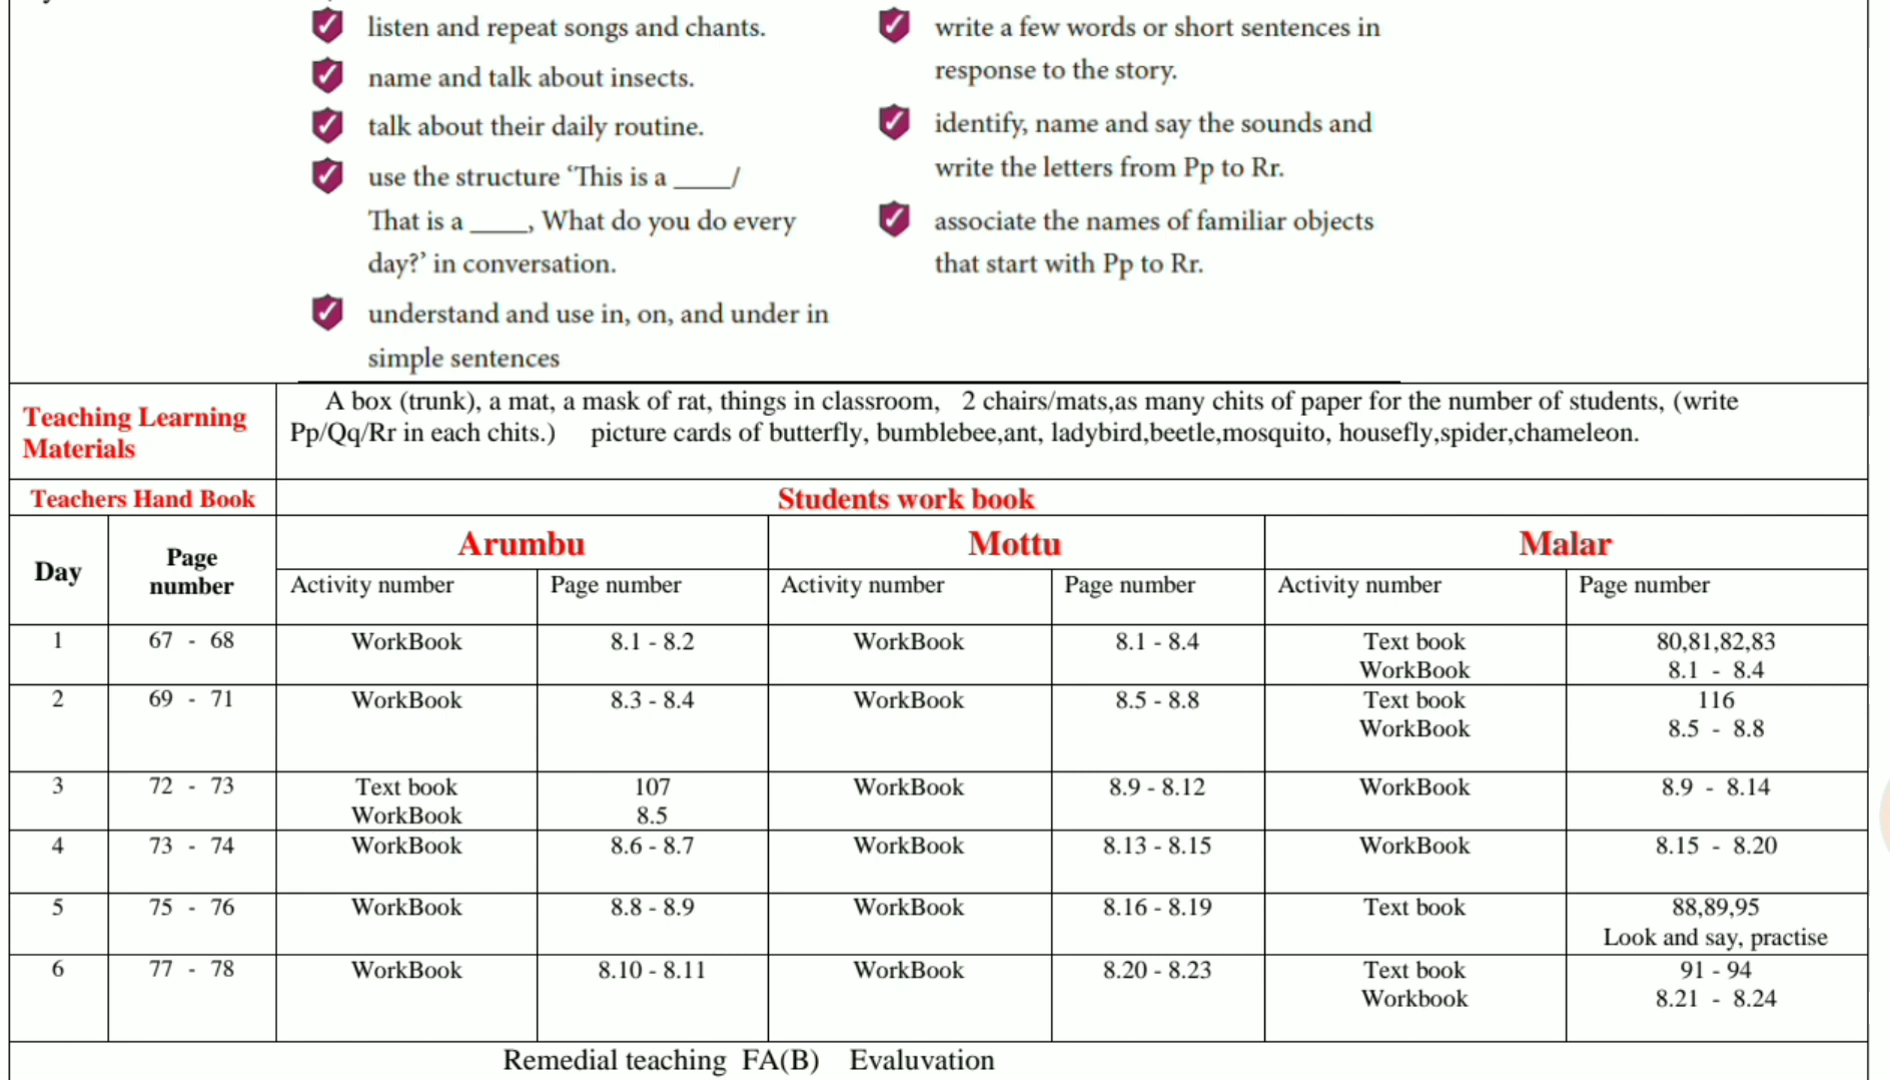 listen and repeat songs and chants.
name and talk about insects.
talk about their daily routine.
use the structure ‘This is a ____/
That is a ____, What do you do every
day?’ in conversation.
understand and use in, on, and under in
simple sentences
write a few words or short sentences in
response to the story.
identify, name and say the sounds and
write the letters from Pp to Rr.
associate the names of familiar objects
that start with Pp to Rr.
Teaching Learning
Materials
A box (trunk), a mat, a mask of rat, things in classroom, 2 chairs/mats,as many chits of paper for the number of students, (write
Pp/Qq/Rr in each chits.) picture cards of butterfly, bumblebee,ant, ladybird,beetle,mosquito, housefly,spider,chameleon.
Teachers Hand Book Students work book
Day Page number Arumbu Mottu Malar
Activity number Page number Activity number Page number Activity number Page number
1 67 - 68 WorkBook 8.1 - 8.2 WorkBook 8.1 - 8.4 Text book 80,81,82,83
WorkBook 8.1 - 8.4
2 69 - 71 WorkBook 8.3 - 8.4 WorkBook 8.5 - 8.8 Text book 116
WorkBook 8.5 - 8.8
3 72 - 73 Text book 107 WorkBook 8.9 - 8.12 WorkBook 8.9 - 8.14
WorkBook 8.5
4 73 - 74 WorkBook 8.6 - 8.7 WorkBook 8.13 - 8.15 WorkBook 8.15 - 8.20
5 75 - 76 WorkBook 8.8 - 8.9 WorkBook 8.16 - 8.19 Text book 88,89,95
Look and say, practise
6 77 - 78 WorkBook 8.10 - 8.11 WorkBook 8.20 - 8.23 Text book 91 - 94
Workbook 8.21 - 8.24
Remedial teaching FA(B) Evaluvation